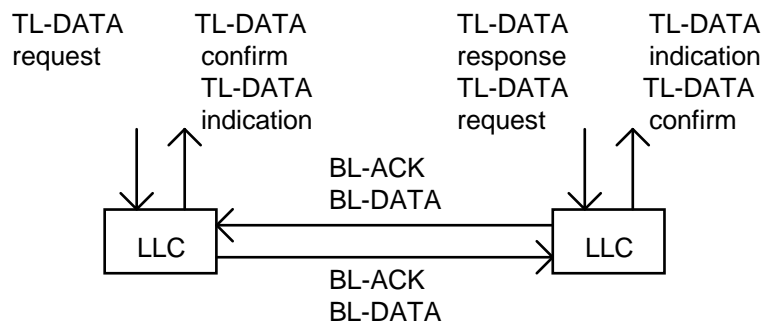 TL-DATA
request
TL-DATA
confirm
TL-DATA
indication
TL-DATA
response
TL-DATA
request
TL-DATA
indication
TL-DATA
confirm
BL-ACK
BL-DATA
LLC
LLC
BL-ACK
BL-DATA